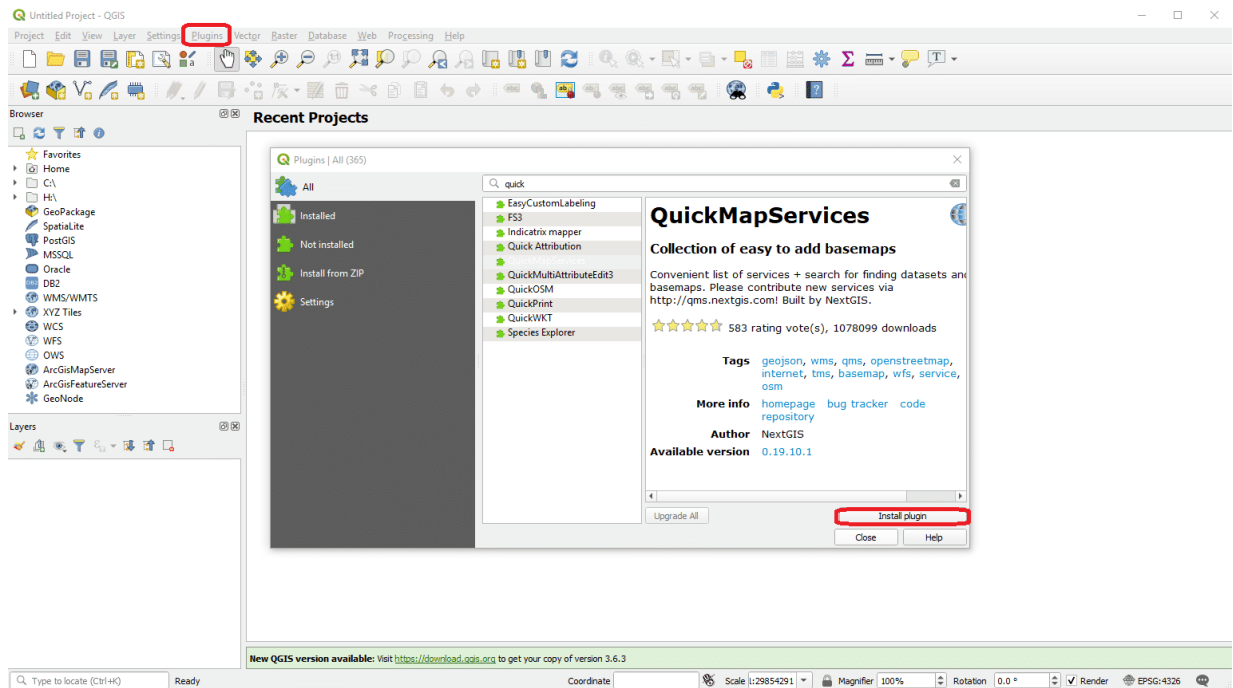 Untitled Project - QGIS
Project Edit View Layer Settings Plugins Vector Raster Database Web Processing Help
Browser
Recent Projects
Favorites
Home
C:\
H:\
GeoPackage
SpatiaLite
PostGIS
MSSQL
Oracle
DB2
WMS/WMTS
XYZ Tiles
WCS
WFS
OWS
ArcGisMapServer
ArcGisFeatureServer
GeoNode
Layers
Plugins | All (365)
All
Installed
Not installed
Install from ZIP
Settings
quick
EasyCustomLabeling
FS3
Indicatrix mapper
Quick Attribution
QuickMapServices
QuickMultiAttributeEdit3
QuickOSM
QuickPrint
QuickWKT
Species Explorer
QuickMapServices
Collection of easy to add basemaps
Convenient list of services + search for finding datasets and
basemaps. Please contribute new services via
http://qms.nextgis.com! Built by NextGIS.
583 rating vote(s), 1078099 downloads
Tags geojson, wms, qms, openstreetmap,
internet, tms, basemap, wfs, service,
osm
More info homepage bug tracker code
repository
Author NextGIS
Available version 0.19.10.1
Upgrade All
Install plugin
Close
Help
New QGIS version available: Visit https://download.qgis.org to get your copy of version 3.6.3
Type to locate (Ctrl+K)
Ready
Coordinate
Scale 1:29854291
Magnifier 100%
Rotation 0.0 °
Render
EPSG:4326